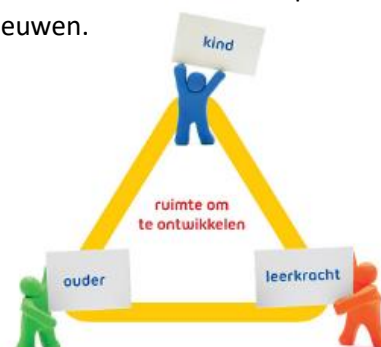 euwen.
kind
ruimte om
te ontwikkelen
ouder
leerkracht